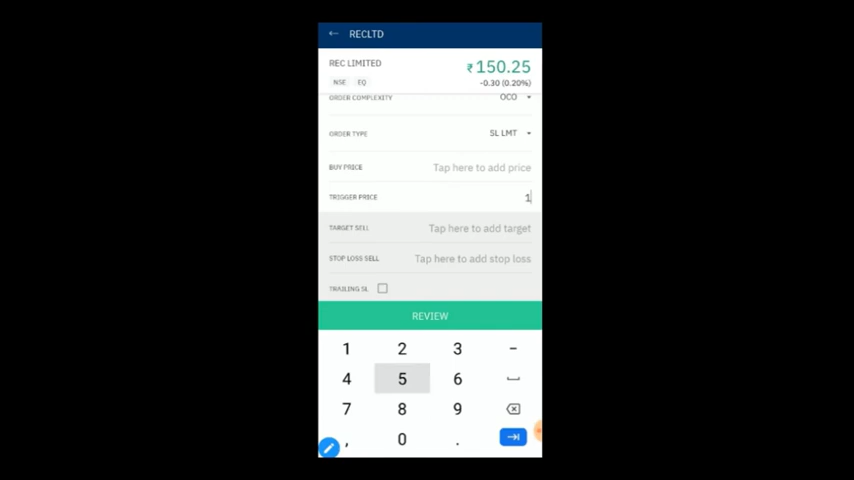 ← RECLTD
REC LIMITED ₹150.25
NSE EQ -0.30 (0.20%)
ORDER COMPLEXITY OCO
ORDER TYPE SL LMT
BUY PRICE Tap here to add price
TRIGGER PRICE 1
TARGET SELL Tap here to add target
STOP LOSS SELL Tap here to add stop loss
TRAILING SL
REVIEW
1 2 3 -
4 5 6
7 8 9
, 0 .